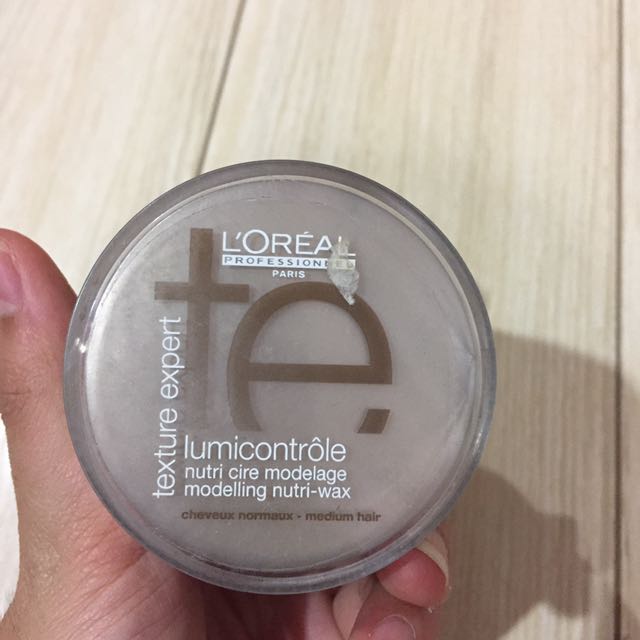 L'ORÉAL
PROFESSIONNEL
PARIS
te.
texture expert
lumicontrôle
nutri cire modelage
modelling nutri-wax
cheveux normaux - medium hair